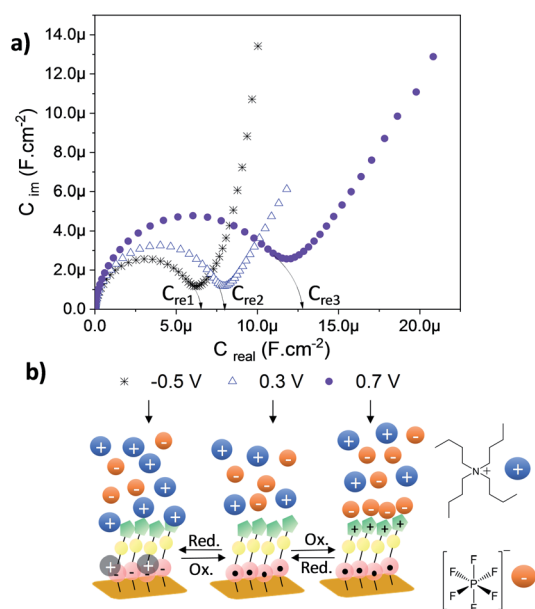 a)
14.0µ
12.0µ
10.0µ
8.0µ
6.0µ
4.0µ
2.0µ
0.0
C im (F.cm-2)
0.0 5.0µ 10.0µ 15.0µ 20.0µ
Cre1 Cre2 Cre3
C real (F.cm-2)
b)
-0.5 V 0.3 V 0.7 V
N+
Red. Ox.
Ox. Red.
F F F
P
F F F